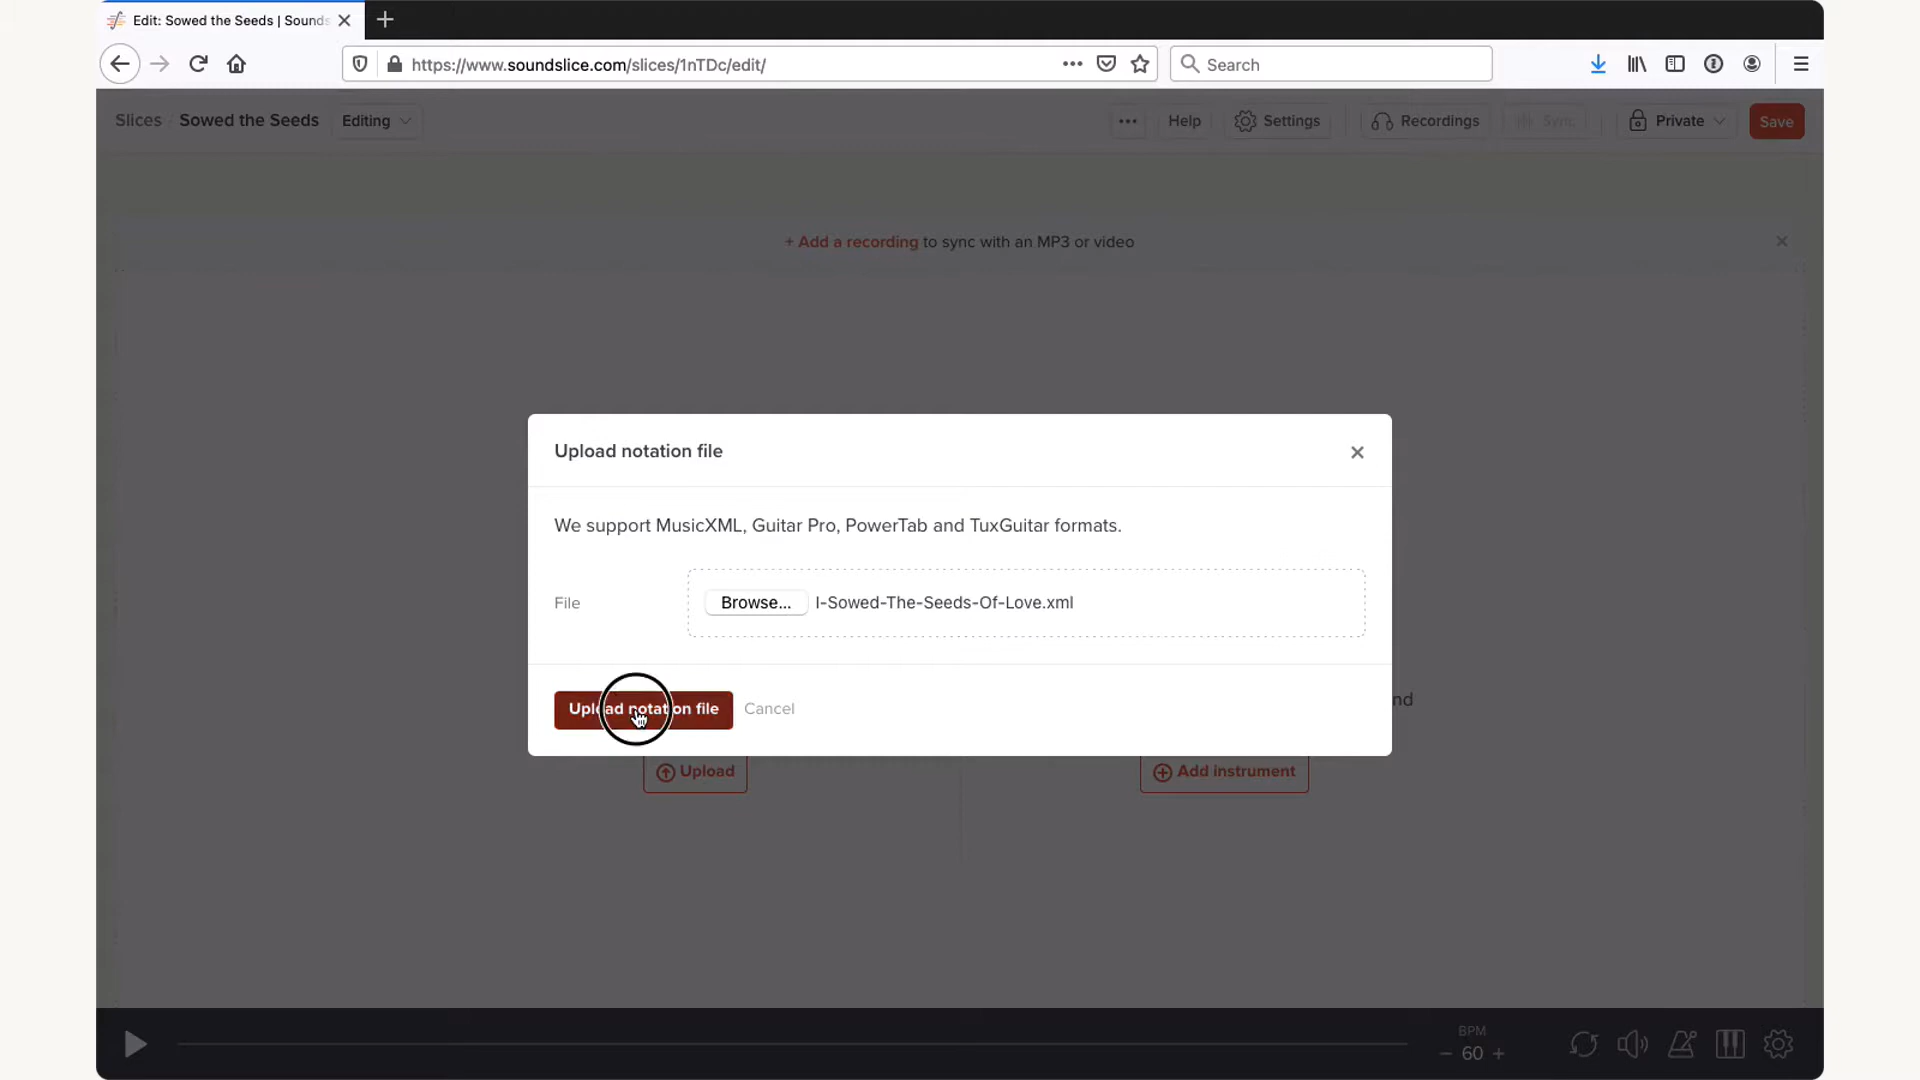 Edit: Sowed the Seeds | Sounds
https://www.soundslice.com/slices/1nTDc/edit/
Search
Slices Sowed the Seeds Editing
Help Settings Recordings Sync Private Save
+ Add a recording to sync with an MP3 or video
Upload notation file
We support MusicXML, Guitar Pro, PowerTab and TuxGuitar formats.
File Browse... I-Sowed-The-Seeds-Of-Love.xml
Upload notation file Cancel
nd
Upload Add instrument
BPM
− 60 +